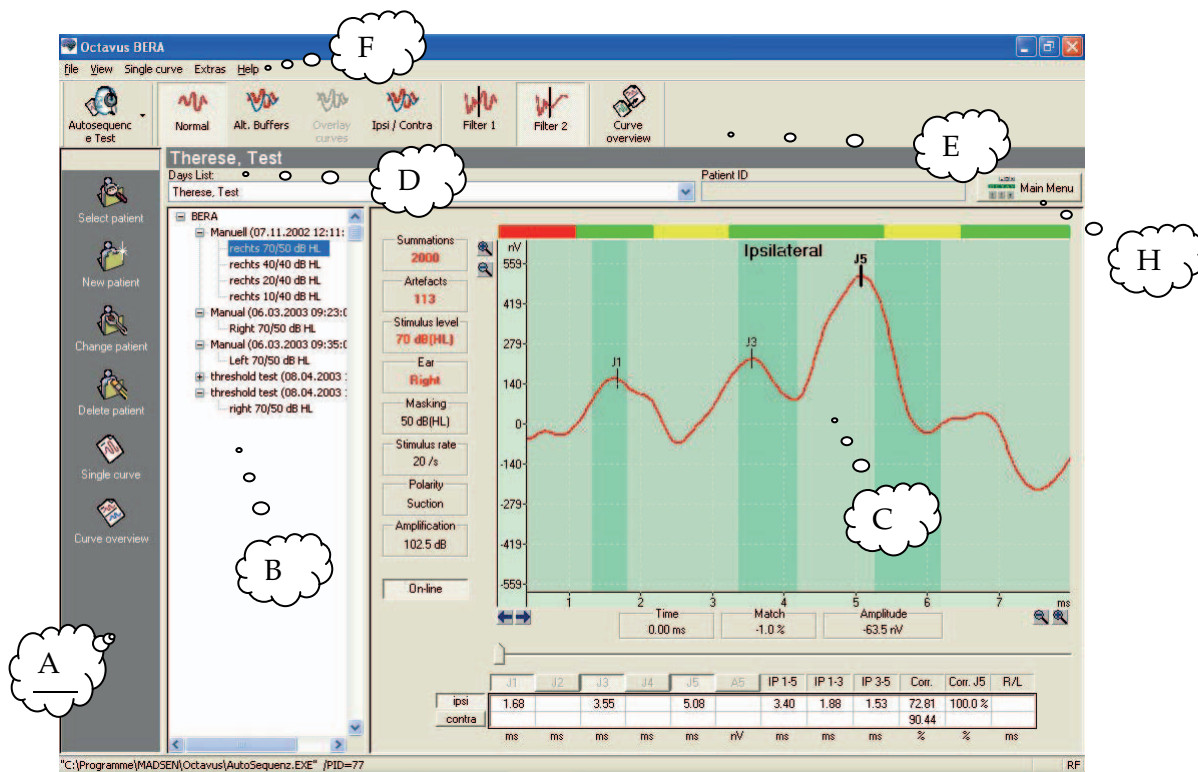 Octavus BERA
F
file View Single curve Extras Help
Autosequenc
e Test
Normal
Alt. Buffers
Overlay
curves
Ipsi / Contra
Filter 1
Filter 2
Curve
overview
E
Therese, Test
Days List:
D
Patient ID
Therese, Test
Main Menu
H
Select patient
New patient
Change patient
Delete patient
Single curve
Curve overview
A
BERA
Manuell (07.11.2002 12:11:
rechts 70/50 dB HL
rechts 40/40 dB HL
rechts 20/40 dB HL
rechts 10/40 dB HL
Manual (06.03.2003 09:23:0
Right 70/50 dB HL
Manual (06.03.2003 09:35:0
Left 70/50 dB HL
threshold test (08.04.2003 1
threshold test (08.04.2003 :
right 70/50 dB HL
B
Summations
2000
Artefacts
113
Stimulus level
70 dB(HL)
Ear
Right
Masking
50 dB(HL)
Stimulus rate
20 /s
Polarity
Suction
Amplification
102.5 dB
On-line
nV
Ipsilateral
559
419
279
140
0
-140
-279
-419
-559
J1
J3
J5
C
1 2 3 4 5 6 7 ms
Time
0.00 ms
Match
-1.0 %
Amplitude
-63.5 nV
J1 J2 J3 J4 J5 A5 IP 1-5 IP 1-3 IP 3-5 Corr. Corr. J5 R/L
ipsi 1.68 3.55 5.08 3.40 1.88 1.53 72.81 100.0 %
contra 90.44
ms ms ms ms ms nV ms ms ms % % ms
"C:\Programme\MADSEN\Octavus\AutoSequenz.EXE" /PID=77
RF